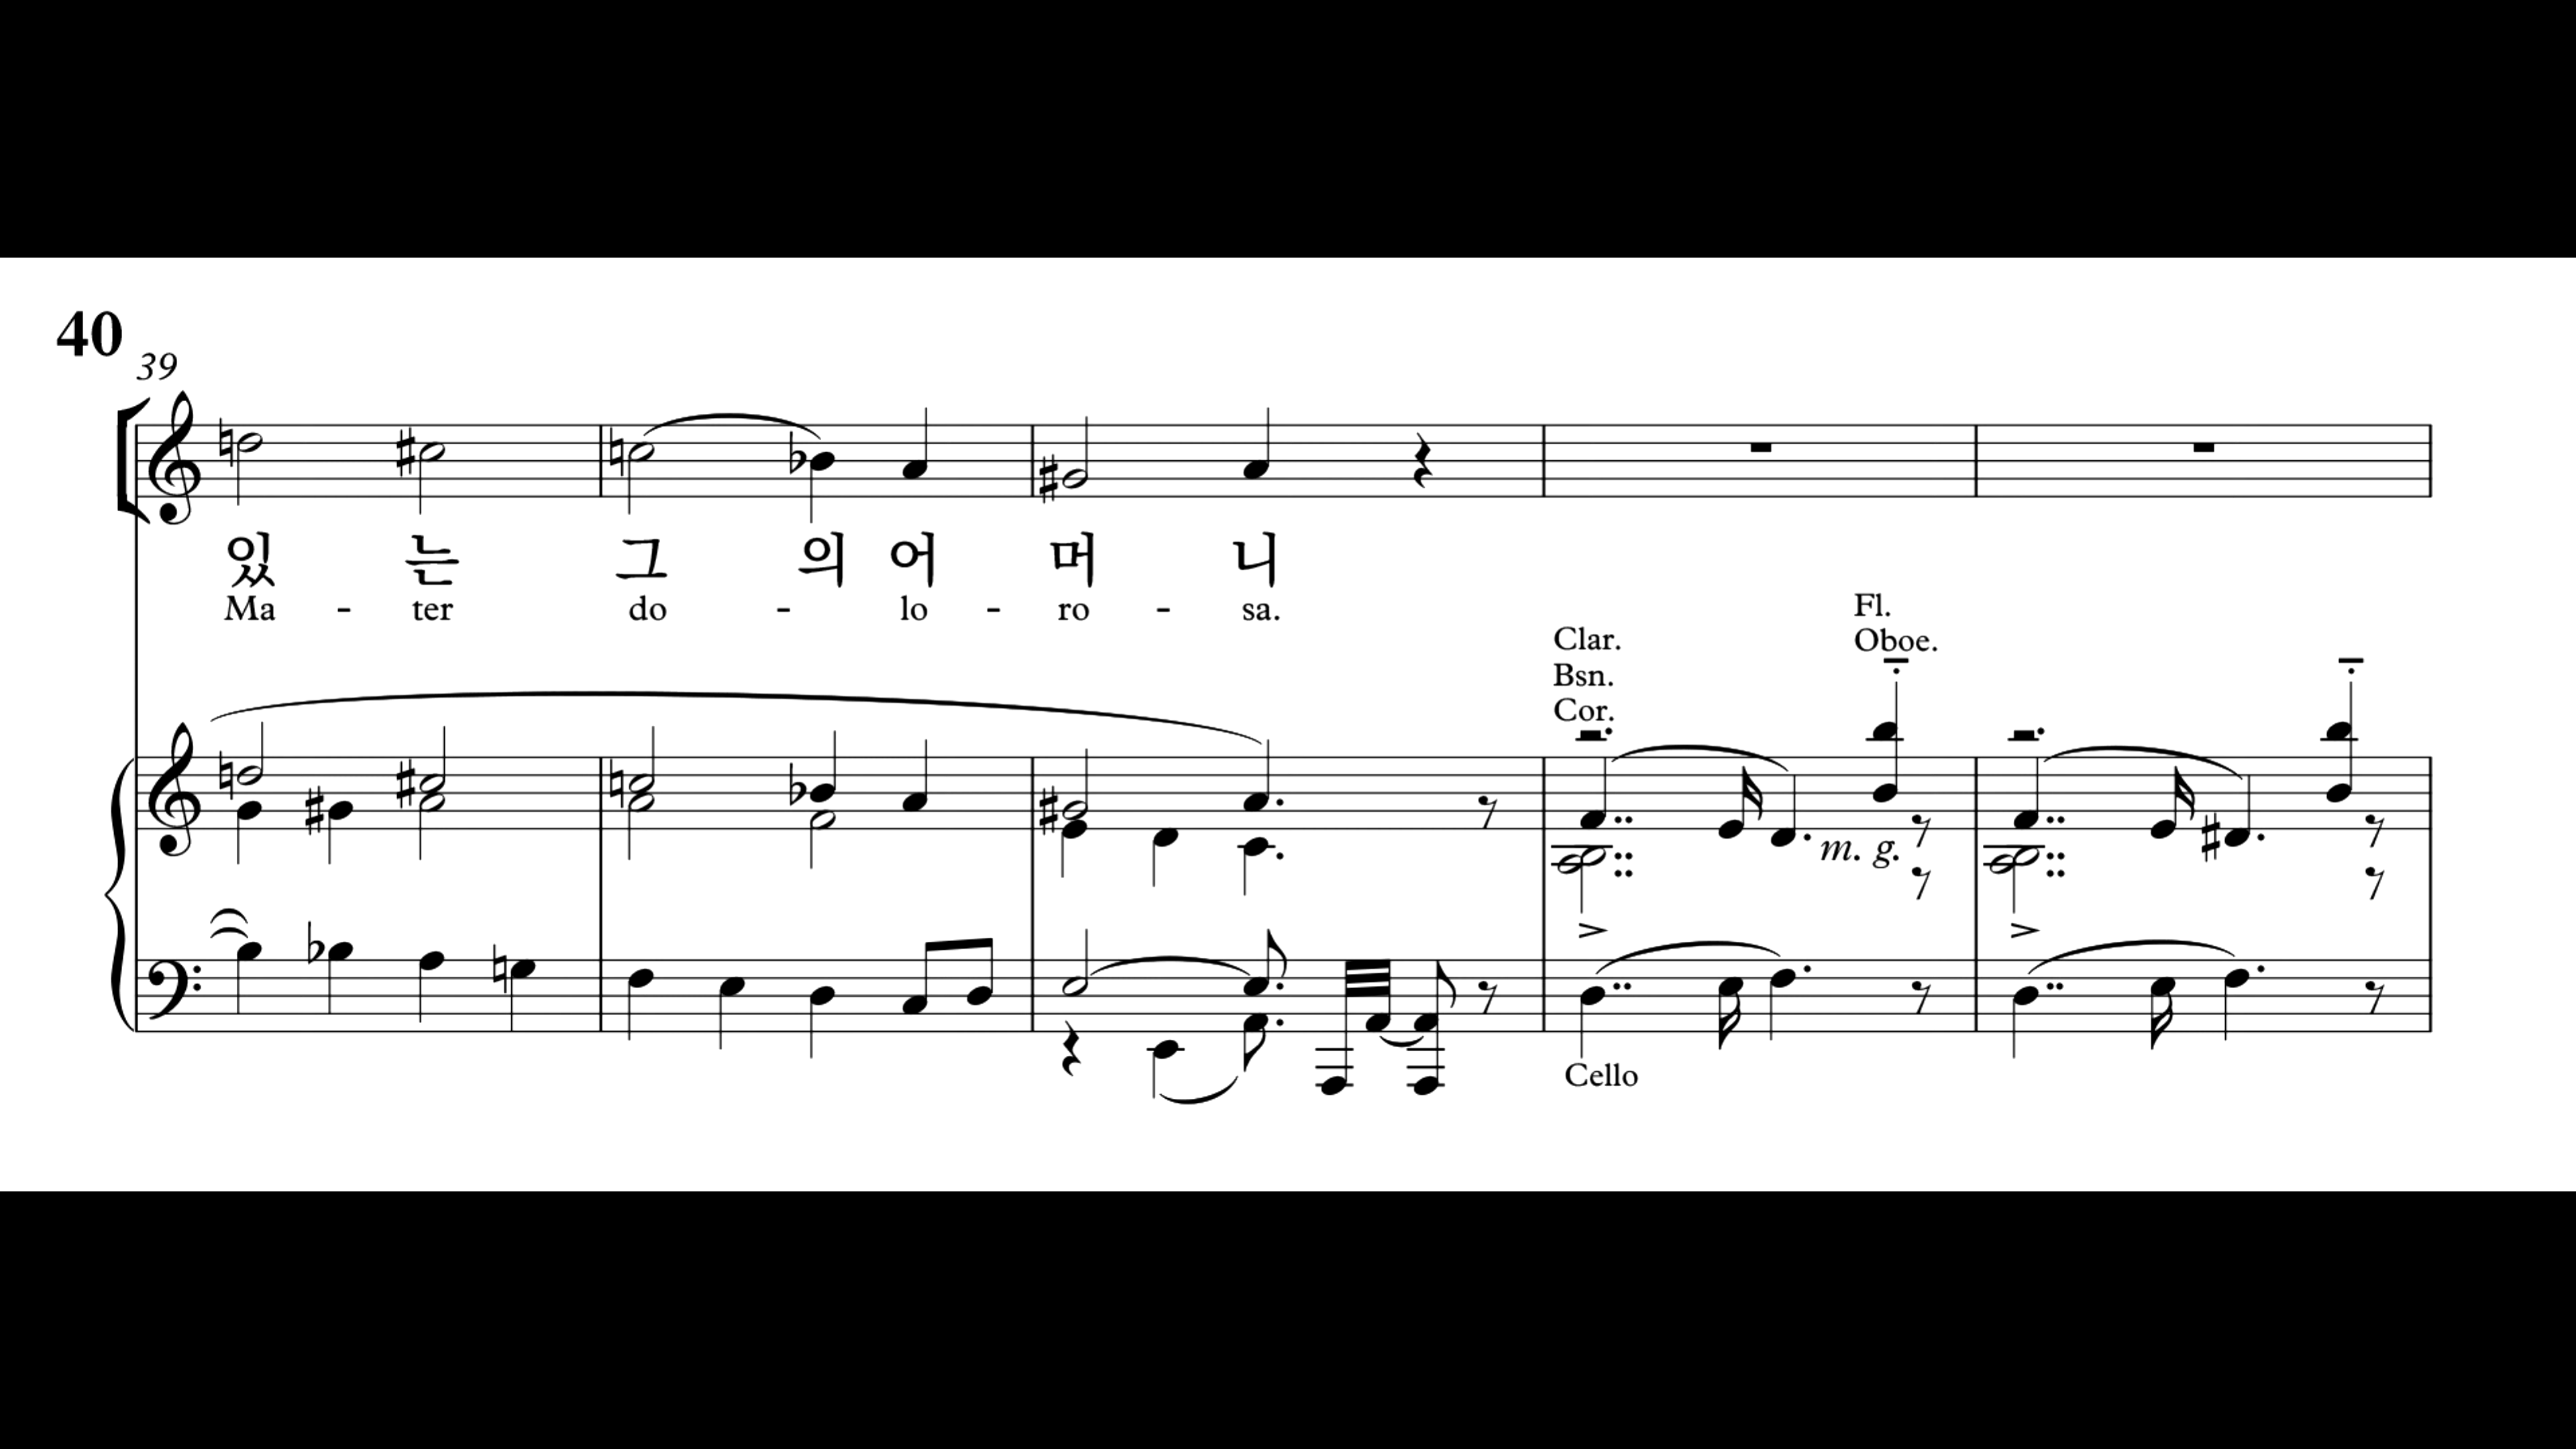 40
39
있 는 그 의 어 머 니
Ma - ter do - lo - ro - sa.
Clar.
Bsn.
Cor.
Fl.
Oboe.
m. g.
Cello